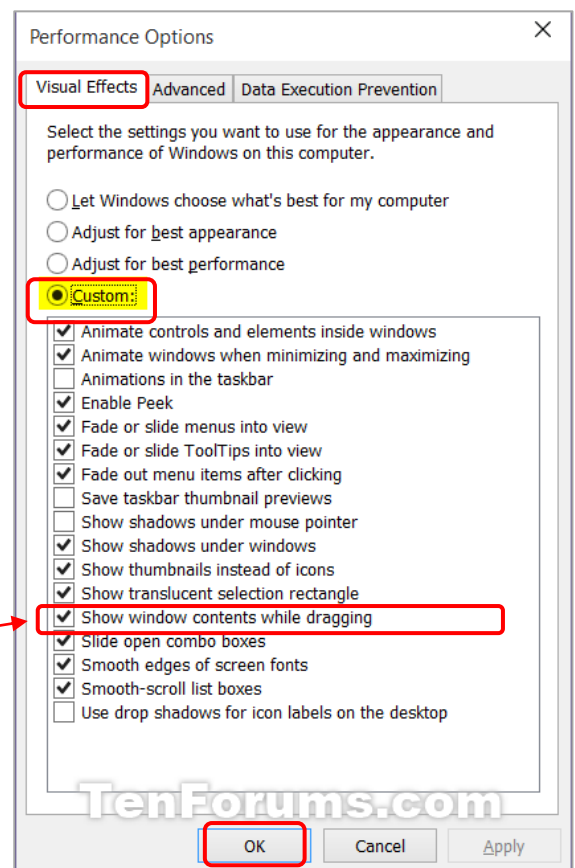 Performance Options
Visual Effects Advanced Data Execution Prevention
Select the settings you want to use for the appearance and
performance of Windows on this computer.
Let Windows choose what's best for my computer
Adjust for best appearance
Adjust for best performance
Custom:
Animate controls and elements inside windows
Animate windows when minimizing and maximizing
Animations in the taskbar
Enable Peek
Fade or slide menus into view
Fade or slide ToolTips into view
Fade out menu items after clicking
Save taskbar thumbnail previews
Show shadows under mouse pointer
Show shadows under windows
Show thumbnails instead of icons
Show translucent selection rectangle
Show window contents while dragging
Slide open combo boxes
Smooth edges of screen fonts
Smooth-scroll list boxes
Use drop shadows for icon labels on the desktop
TenForums.com
OK Cancel Apply